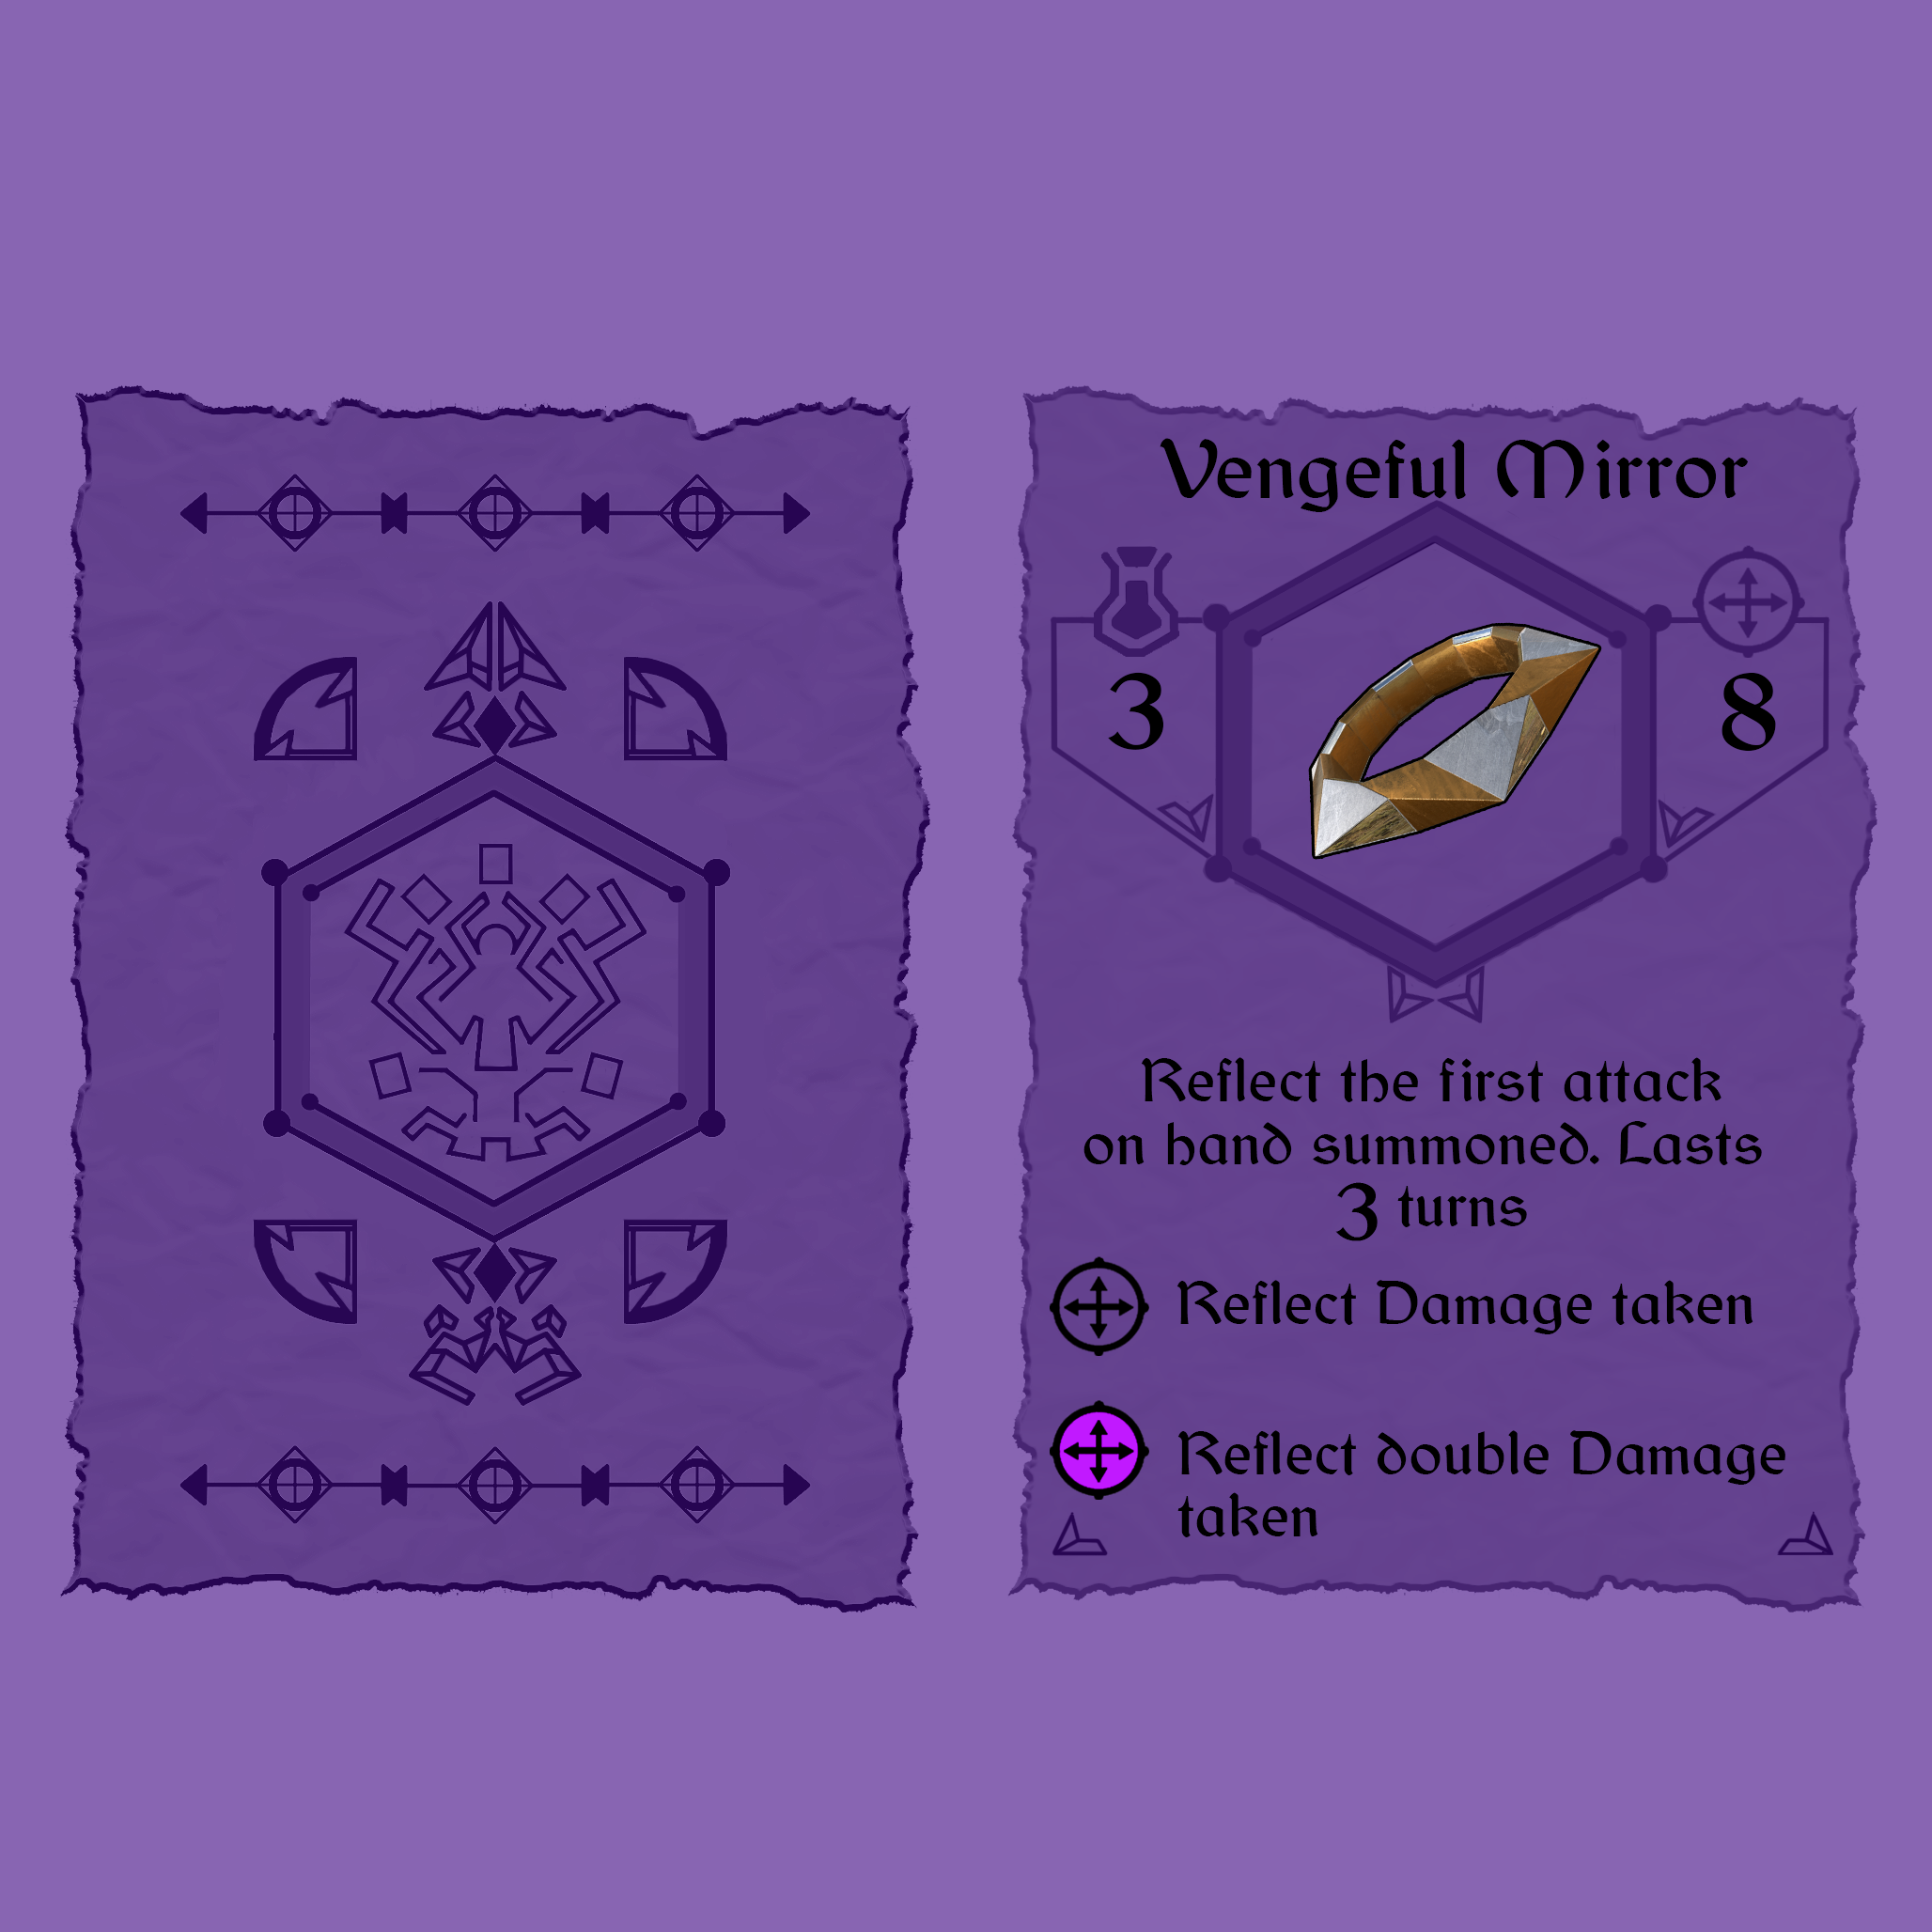 Vengeful Mirror
3
8
Reflect the first attack
on hand summoned. Lasts
3 turns
Reflect Damage taken
Reflect double Damage
taken